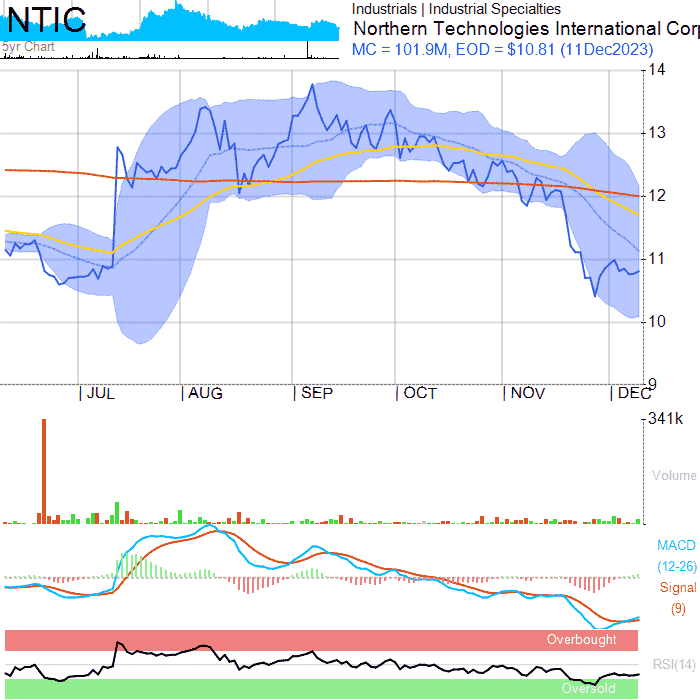 NTIC
5yr Chart
Industrials | Industrial Specialties
Northern Technologies International Corp
MC = 101.9M, EOD = $10.81 (11Dec2023)
14
13
12
11
10
9
| JUL
| AUG
| SEP
| OCT
| NOV
| DEC
341k
Volume
MACD
(12-26)
Signal
(9)
Overbought
RSI(14)
Oversold